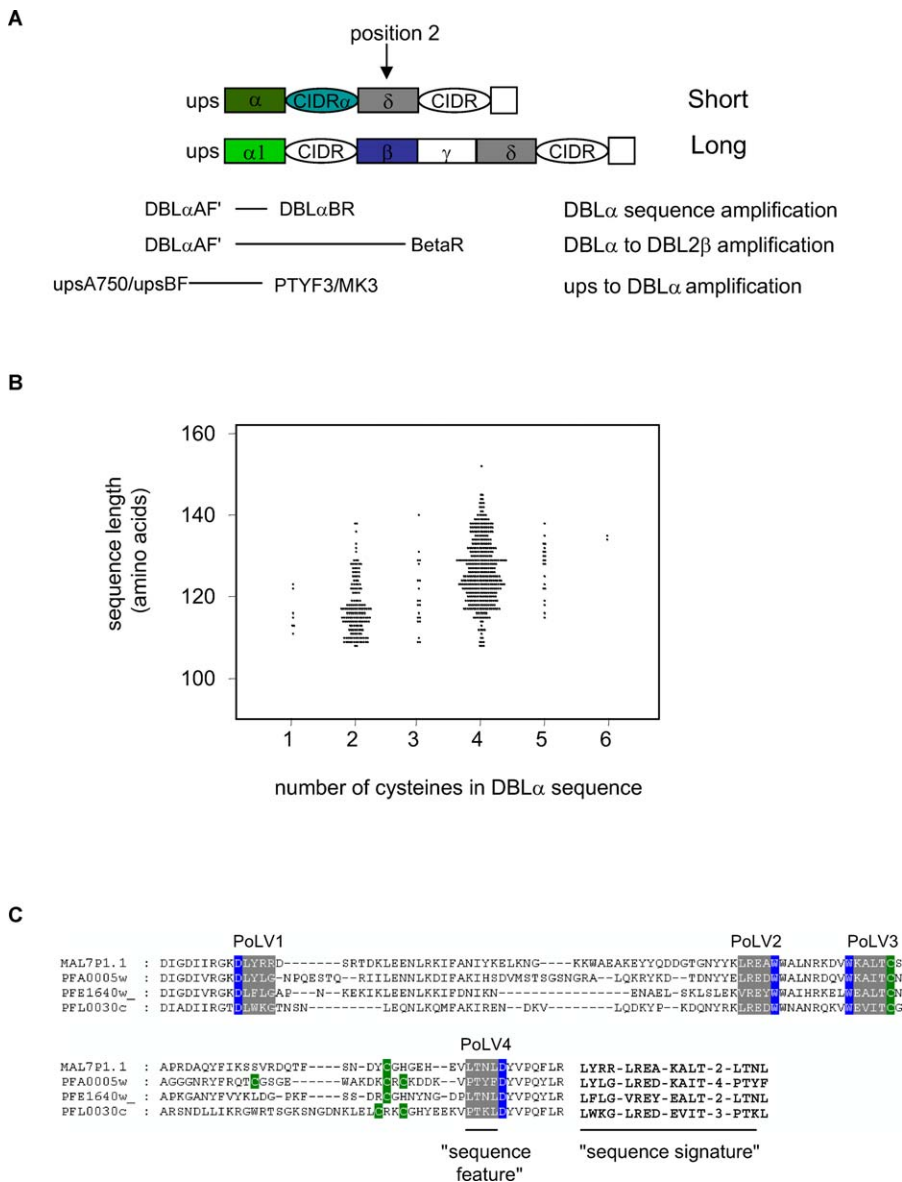 A
position 2
ups α CIDRα δ CIDR Short
ups α1 CIDR β γ δ CIDR Long
DBLαAF' DBLαBR DBLα sequence amplification
DBLαAF' BetaR DBLα to DBL2β amplification
upsA750/upsBF PTYF3/MK3 ups to DBLα amplification
B
160
140
120
100
sequence length
(amino acids)
1 2 3 4 5 6
number of cysteines in DBLα sequence
C
PoLV1 PoLV2 PoLV3
MAL7P1.1 : DIGDIIRGKDLYRRD------SRTDKLEENLRKIFANIYKELKNG-----KKWAEAKEYYQDDGTGNYYKLREAWWALNRKDVWKALTCS
PFA0005w : DIGDIVRGKDLYLG-NPQESTQ--RIILENNLKDIFAKIHSDVMSTSGSNGRA--LQKRYTD-TDNYYKLREDWWALNRDQVWKAITCN
PFE1640w_ : DIGDIVRGKDLFLGAP----N---KEKIKLEENLKKIFDNIKN----------ENAEL-SKLSLEKVREYWWAIHRKELWEALTCN
PFL0030c : DIADIIRGTDLWKGTNSN------LEQNLKQMFAKIREN---DKV------LQDKYP--KDQNYRKLREDWWNANRQKVWEVITCG
PoLV4
MAL7P1.1 : APRDAQYFIKSSVRDQTF-----SN-DYCGHGEH-EVLTNLDYVPQFLR LYRR-LREA-KALT-2-LTNL
PFA0005w : AGGGNRYFRQTCGSGE------WAKDKCRCKDDK--VPTYFDYVPQYLR LYLG-LRED-KAIT-4-PTYF
PFE1640w_ : APKGANYFVYKLDG-PKF----SS-DRCGHNYNG-DPLTNLDYVPQYLR LFLG-VREY-EALT-2-LTNL
PFL0030c : ARSNDLLIKRGWRTSGKSNGDNKLELCRKCGHYEEKVPTKLDYVPQFLR LWKG-LRED-EVIT-3-PTKL
"sequence "sequence signature"
feature"